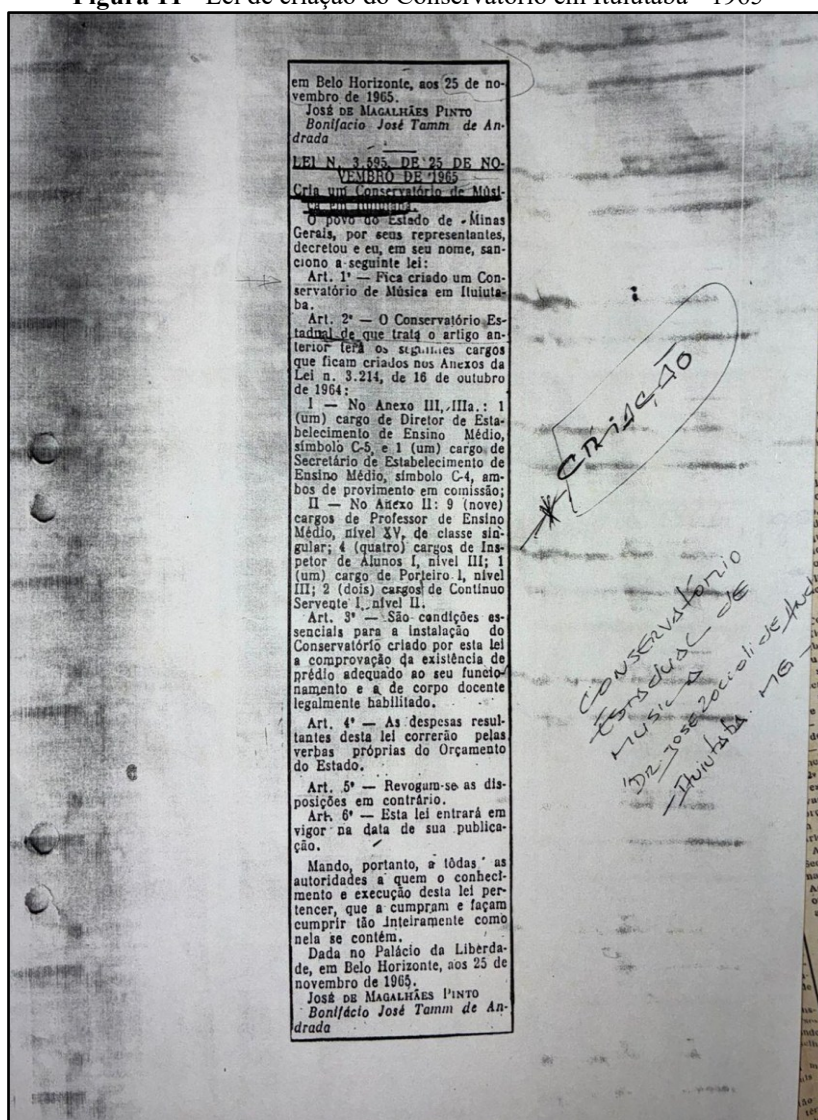 Figura 11 - Lei de criação do Conservatório em Ituiutaba - 1965
em Belo Horizonte, aos 25 de no-
vembro de 1965.
José de Magalhães Pinto
Bonifacio José Tamm de An-
drada
LEI N. 3.595, DE 25 DE NO-
VEMBRO DE 1965
Cria um Conservatório de Músi-
ca em Ituiutaba.
O povo do Estado de Minas
Gerais, por seus representantes,
decretou e eu, em seu nome, san-
ciono a seguinte lei:
Art. 1º — Fica criado um Con-
servatório de Música em Ituiuta-
ba.
Art. 2º — O Conservatório Es-
tadual de que trata o artigo an-
terior terá os seguintes cargos
que ficam criados nos Anexos da
Lei n. 3.214, de 16 de outubro
de 1964:
I — No Anexo III, IIIa.: 1
(um) cargo de Diretor de Esta-
belecimento de Ensino Médio,
símbolo C-5, e 1 (um) cargo de
Secretário de Estabelecimento de
Ensino Médio, símbolo C-4, am-
bos de provimento em comissão;
II — No Anexo II: 9 (nove)
cargos de Professor de Ensino
Médio, nível XV, de classe sin-
gular; 4 (quatro) cargos de Ins-
petor de Alunos I, nível III; 1
(um) cargo de Porteiro I, nível
III; 2 (dois) cargos de Contínuo
Servente I, nível II.
Art. 3º — São condições es-
senciais para a instalação do
Conservatório criado por esta lei
a comprovação da existência de
prédio adequado ao seu funcio-
namento e a de corpo docente
legalmente habilitado.
Art. 4º — As despesas resul-
tantes desta lei correrão pelas
verbas próprias do Orçamento
do Estado.
Art. 5º — Revogam-se as dis-
posições em contrário.
Art. 6º — Esta lei entrará em
vigor na data de sua publica-
ção.
Mando, portanto, a tôdas as
autoridades a quem o conheci-
mento e execução desta lei per-
tencer, que a cumpram e façam
cumprir tão inteiramente como
nela se contém.
Dada no Palácio da Liberda-
de, em Belo Horizonte, aos 25 de
novembro de 1965.
José de Magalhães Pinto
Bonifácio José Tamm de An-
drada
* CRIAÇÃO
CONSERVATÓRIO
ESTADUAL DE
MUSICA
"DR JOSE ZOCCOLI de
Ituiutaba. MG -